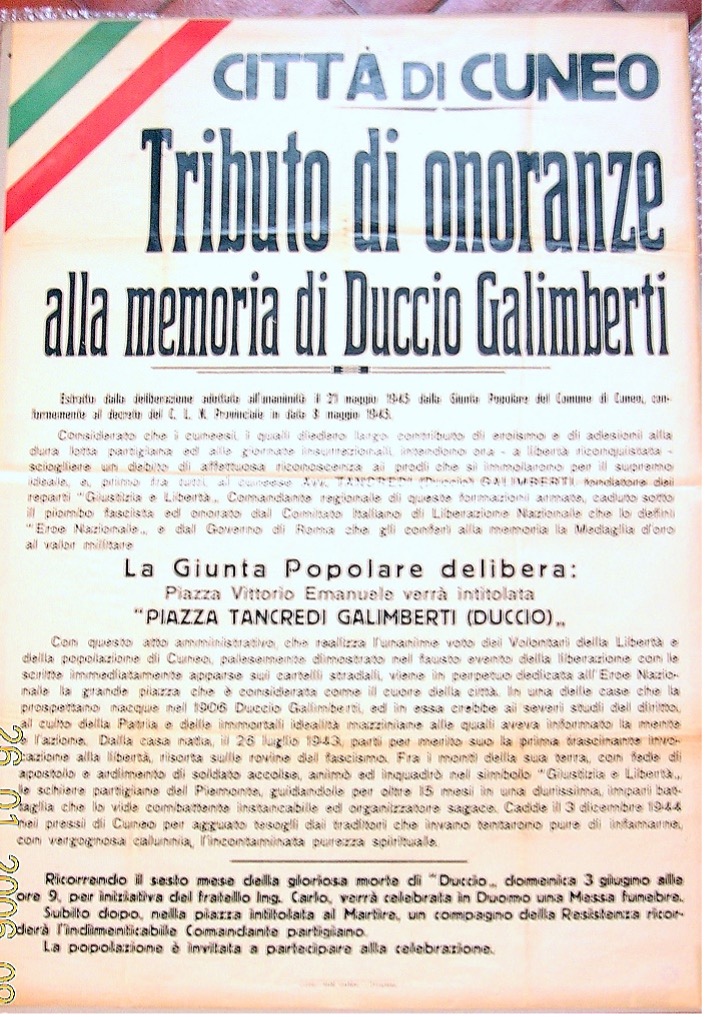 CITTÀ DI CUNEO
Tributo di onoranze
alla memoria di Duccio Galimberti
Estratto dalla deliberazione adottata all'unanimità il 21 maggio 1945 dalla Giunta Popolare del Comune di Cuneo, con-
formemente al decreto del C. L. N. Provinciale in data 3 maggio 1945.
Considerato che i cuneesi, i quali diedero largo contributo di eroismo e di adesioni alla
dura lotta partigiana ed alle giornate insurrezionali, intendono ora - a libertà riconquistata -
sciogliere un debito di affettuosa riconoscenza ai prodi che si immolarono per il supremo
ideale, e, primo fra tutti, al cuneese Avv. TANCREDI (Duccio) GALIMBERTI, fondatore dei
reparti "Giustizia e Libertà„ Comandante regionale di queste formazioni armate, caduto sotto
il piombo fascista ed onorato dal Comitato Italiano di Liberazione Nazionale che lo definì
"Eroe Nazionale„ e dal Governo di Roma che gli conferì alla memoria la Medaglia d'oro
al valor militare
La Giunta Popolare delibera:
Piazza Vittorio Emanuele verrà intitolata
"PIAZZA TANCREDI GALIMBERTI (DUCCIO)„
Con questo atto amministrativo, che realizza l'unanime voto dei Volontari della Libertà e
della popolazione di Cuneo, palesemente dimostrato nel fausto evento della liberazione con le
scritte immediatamente apparse sui cartelli stradali, viene in perpetuo dedicata all'Eroe Nazio-
nale la grande piazza che è considerata come il cuore della città. In una delle case che la
prospettano nacque nel 1906 Duccio Galimberti, ed in essa crebbe ai severi studi del diritto,
al culto della Patria e delle immortali idealità mazziniane alle quali aveva informato la mente
e l'azione. Dalla casa natia, il 26 luglio 1943, partì per merito suo la prima trascinante invo-
cazione alla libertà, risorta sulle rovine del fascismo. Fra i monti della sua terra, con fede di
apostolo e ardimento di soldato accolse, animò ed inquadrò nel simbolo "Giustizia e Libertà„
le schiere partigiane del Piemonte, guidandole per oltre 15 mesi in una durissima, impari bat-
taglia che lo vide combattente instancabile ed organizzatore sagace. Cadde il 3 dicembre 1944
nei pressi di Cuneo per agguato tesogli dai traditori che invano tentarono pure di infamarne,
con vergognosa calunnia, l'incontaminata purezza spirituale.
Ricorrendo il sesto mese della gloriosa morte di "Duccio„ domenica 3 giugno alle
ore 9, per iniziativa del fratello Ing. Carlo, verrà celebrata in Duomo una Messa funebre.
Subito dopo, nella piazza intitolata al Martire, un compagno della Resistenza ricor-
derà l'indimenticabile Comandante partigiano.
La popolazione è invitata a partecipare alla celebrazione.
26 01 2006